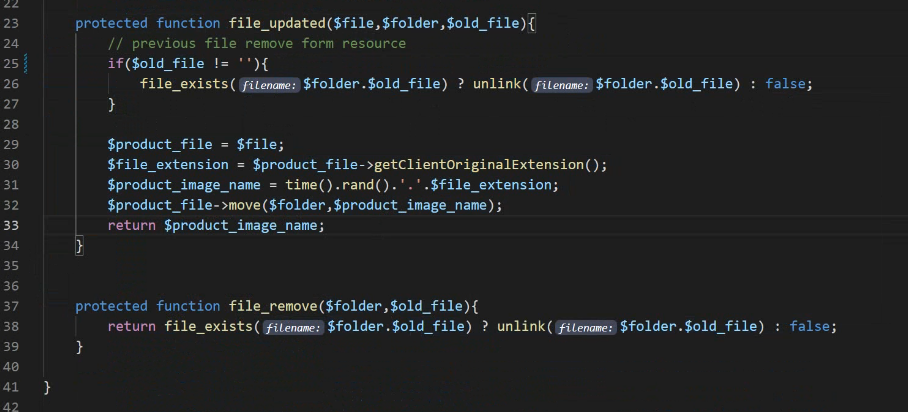 22
23 protected function file_updated($file,$folder,$old_file){
24 // previous file remove form resource
25 if($old_file != ''){
26 file_exists(filename: $folder.$old_file) ? unlink(filename: $folder.$old_file) : false;
27 }
28
29 $product_file = $file;
30 $file_extension = $product_file->getClientOriginalExtension();
31 $product_image_name = time().rand().'.'.$file_extension;
32 $product_file->move($folder,$product_image_name);
33 return $product_image_name;
34 }
35
36
37 protected function file_remove($folder,$old_file){
38 return file_exists(filename: $folder.$old_file) ? unlink(filename: $folder.$old_file) : false;
39 }
40
41 }
42